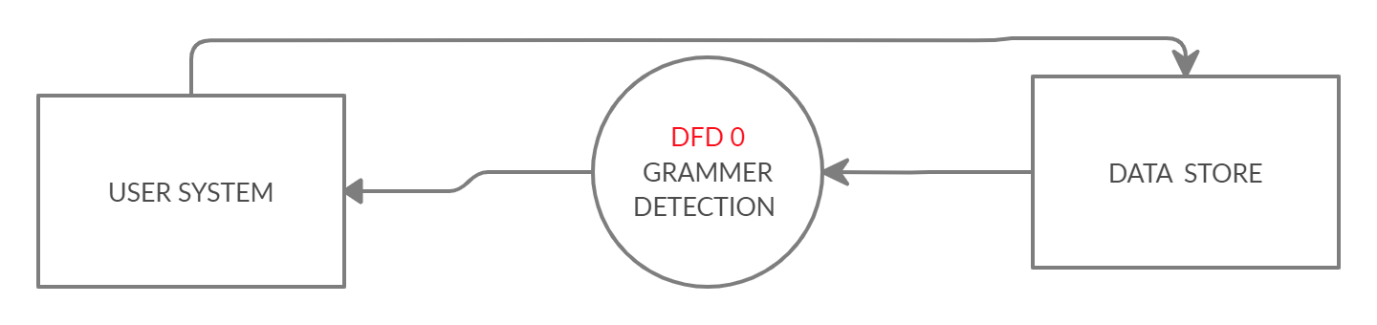 USER SYSTEM
DFD 0
GRAMMER
DETECTION
DATA STORE